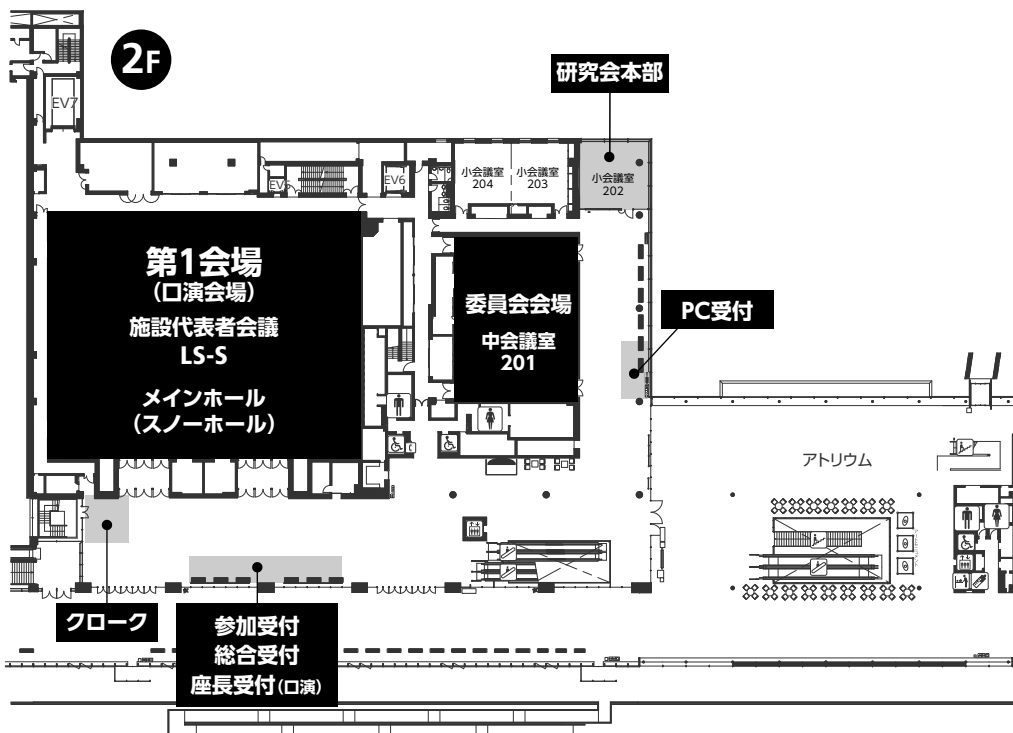 2F
研究会本部
EV7
EV5
EV6
小会議室
204
小会議室
203
小会議室
202
第1会場
(口演会場)
施設代表者会議
LS-S
メインホール
(スノーホール)
委員会会場
中会議室
201
PC受付
アトリウム
クローク
参加受付
総合受付
座長受付(口演)